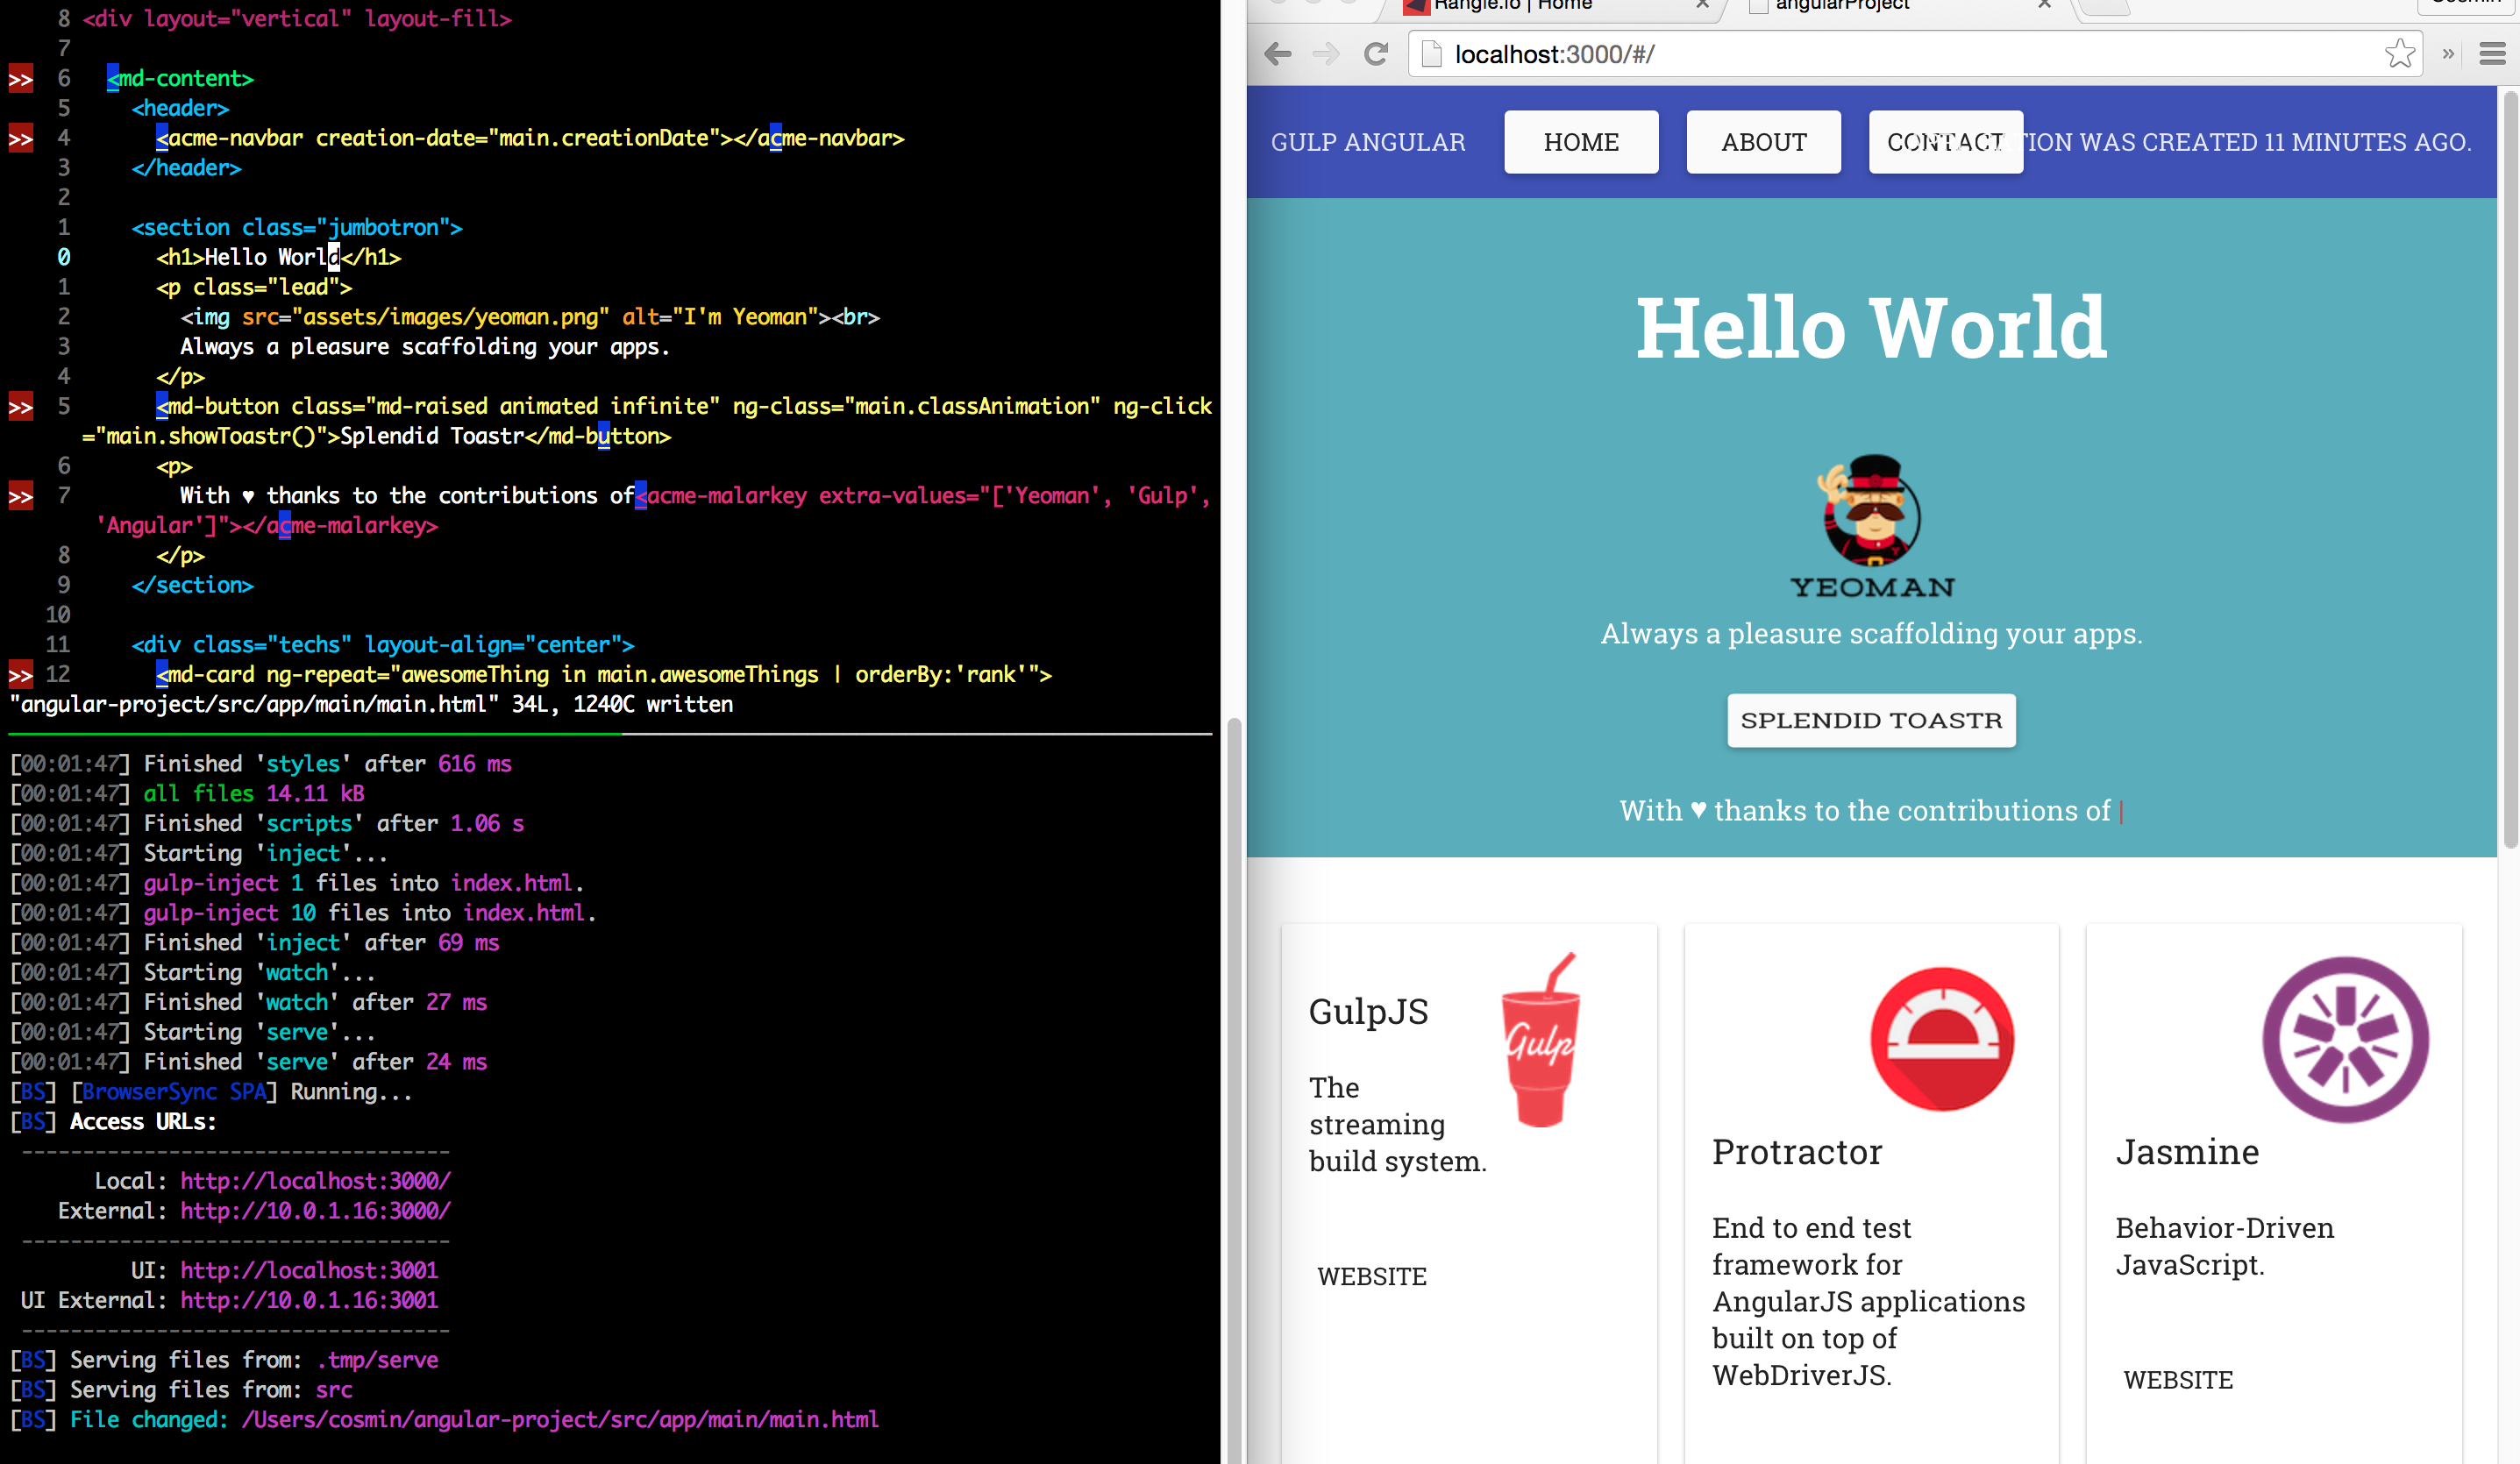 8 <div layout="vertical" layout-fill>
7
>> 6 <md-content>
5 <header>
>> 4 <acme-navbar creation-date="main.creationDate"></acme-navbar>
3 </header>
2
1 <section class="jumbotron">
0 <h1>Hello World</h1>
1 <p class="lead">
2 <img src="assets/images/yeoman.png" alt="I'm Yeoman"><br>
3 Always a pleasure scaffolding your apps.
4 </p>
>> 5 <md-button class="md-raised animated infinite" ng-class="main.classAnimation" ng-click
="main.showToastr()">Splendid Toastr</md-button>
6 <p>
>> 7 With ♥ thanks to the contributions of<acme-malarkey extra-values="['Yeoman', 'Gulp',
'Angular']"></acme-malarkey>
8 </p>
9 </section>
10
11 <div class="techs" layout-align="center">
>> 12 <md-card ng-repeat="awesomeThing in main.awesomeThings | orderBy:'rank'">
"angular-project/src/app/main/main.html" 34L, 1240C written
[00:01:47] Finished 'styles' after 616 ms
[00:01:47] all files 14.11 kB
[00:01:47] Finished 'scripts' after 1.06 s
[00:01:47] Starting 'inject'...
[00:01:47] gulp-inject 1 files into index.html.
[00:01:47] gulp-inject 10 files into index.html.
[00:01:47] Finished 'inject' after 69 ms
[00:01:47] Starting 'watch'...
[00:01:47] Finished 'watch' after 27 ms
[00:01:47] Starting 'serve'...
[00:01:47] Finished 'serve' after 24 ms
[BS] [BrowserSync SPA] Running...
[BS] Access URLs:
-----------------------------------
Local: http://localhost:3000/
External: http://10.0.1.16:3000/
-----------------------------------
UI: http://localhost:3001
UI External: http://10.0.1.16:3001
-----------------------------------
[BS] Serving files from: .tmp/serve
[BS] Serving files from: src
[BS] File changed: /Users/cosmin/angular-project/src/app/main/main.html
Rangle.io | Home
angularProject
Cosmin
localhost:3000/#/
GULP ANGULAR
HOME
ABOUT
CONTACT
WAS CREATED 11 MINUTES AGO.
Hello World
YEOMAN
Always a pleasure scaffolding your apps.
SPLENDID TOASTR
With ♥ thanks to the contributions of |
GulpJS
Gulp
The
streaming
build system.
WEBSITE
Protractor
End to end test
framework for
AngularJS applications
built on top of
WebDriverJS.
Jasmine
Behavior-Driven
JavaScript.
WEBSITE